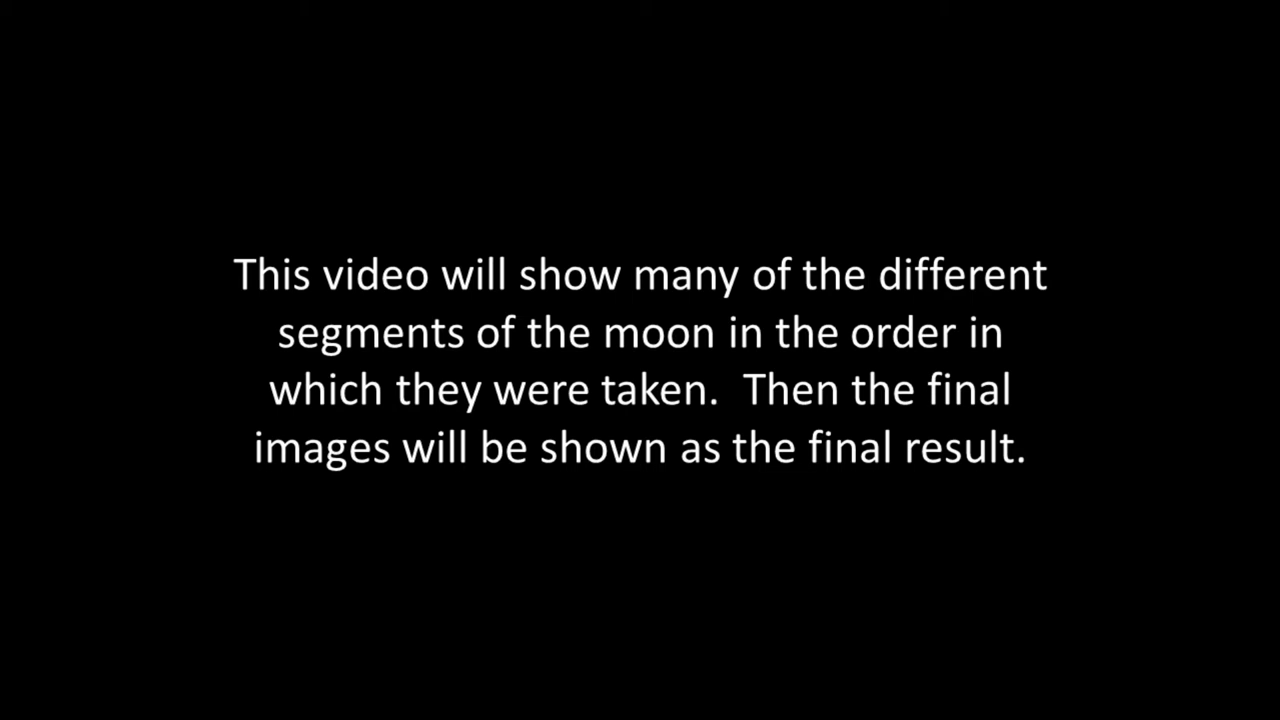 This video will show many of the different
segments of the moon in the order in
which they were taken.  Then the final
images will be shown as the final result.